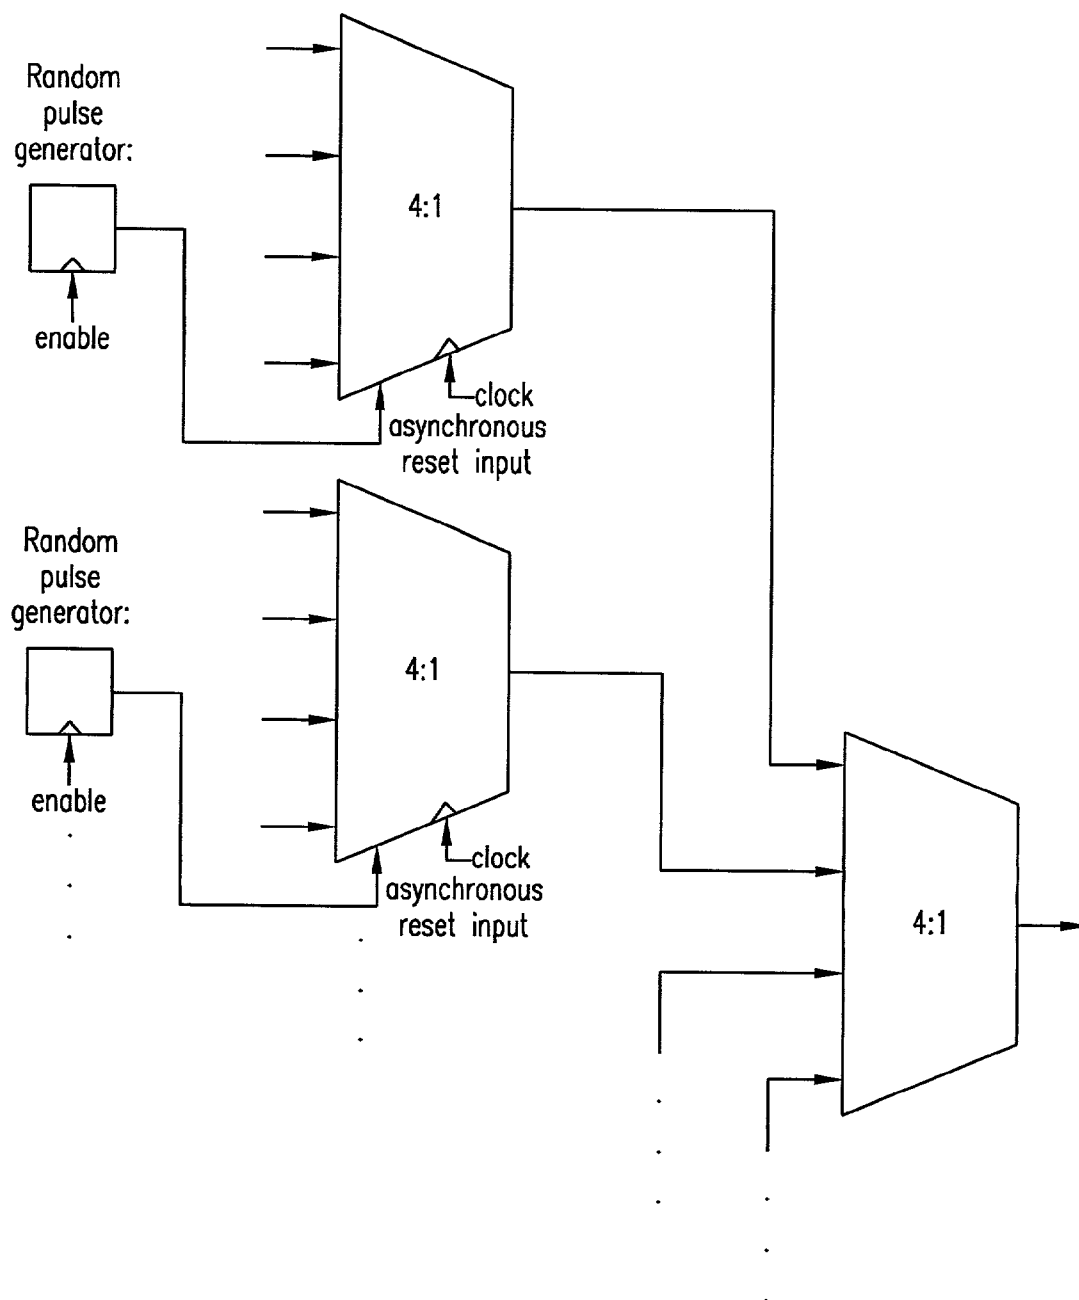 Random
pulse
generator:
enable
4:1
clock
asynchronous
reset input
Random
pulse
generator:
enable
4:1
clock
asynchronous
reset input
4:1